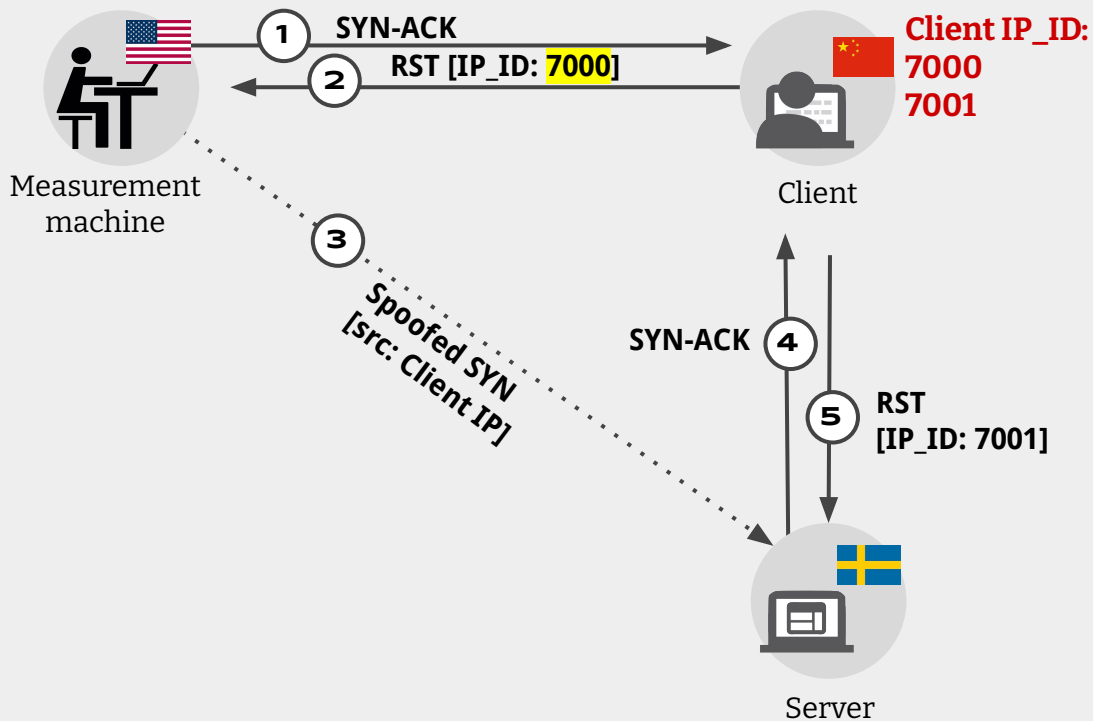 1
SYN-ACK
2
RST [IP_ID: 7000]
Client IP_ID:
7000
7001
Measurement
machine
Client
3
Spoofed SYN
[src: Client IP]
SYN-ACK
4
5
RST
[IP_ID: 7001]
Server